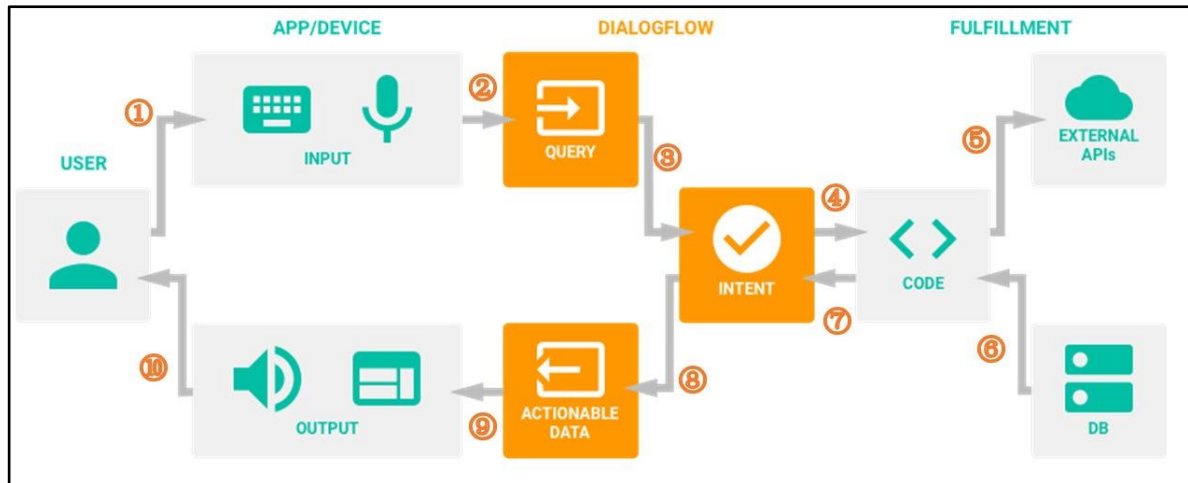 APP/DEVICE
DIALOGFLOW
FULFILLMENT
①
②
INPUT
QUERY
③
④
⑤
EXTERNAL
APIs
USER
INTENT
CODE
⑦
⑥
⑧
⑩
OUTPUT
⑨
ACTIONABLE
DATA
DB